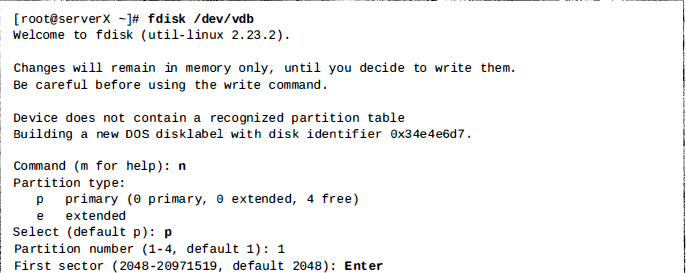 [root@serverX ~]# fdisk /dev/vdb
Welcome to fdisk (util-linux 2.23.2).

Changes will remain in memory only, until you decide to write them.
Be careful before using the write command.

Device does not contain a recognized partition table
Building a new DOS disklabel with disk identifier 0x34e4e6d7.

Command (m for help): n
Partition type:
   p   primary (0 primary, 0 extended, 4 free)
   e   extended
Select (default p): p
Partition number (1-4, default 1): 1
First sector (2048-20971519, default 2048): Enter